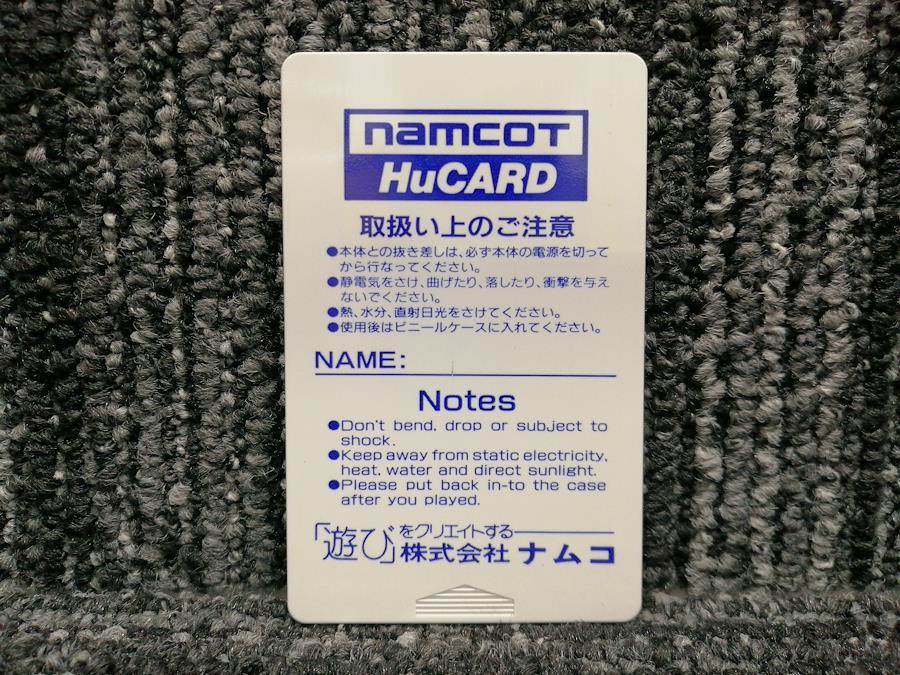 namcot
HuCARD
取扱い上のご注意
●本体との抜き差しは、必ず本体の電源を切って
から行なってください。
●静電気をさけ、曲げたり、落したり、衝撃を与え
ないでください。
●熱、水分、直射日光をさけてください。
●使用後はビニールケースに入れてください。
NAME:
Notes
●Don't bend, drop or subject to
shock.
●Keep away from static electricity,
heat, water and direct sunlight.
●Please put back in-to the case
after you played.
「遊び」をクリエイトする
株式会社 ナムコ